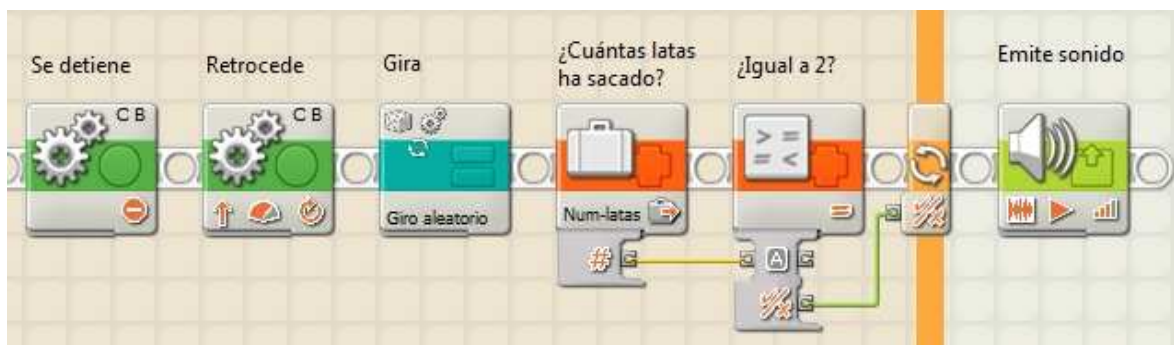 Se detiene
Retrocede
Gira
¿Cuántas latas
ha sacado?
¿Igual a 2?
Emite sonido
C B
C B
Giro aleatorio
Num-latas
#
A